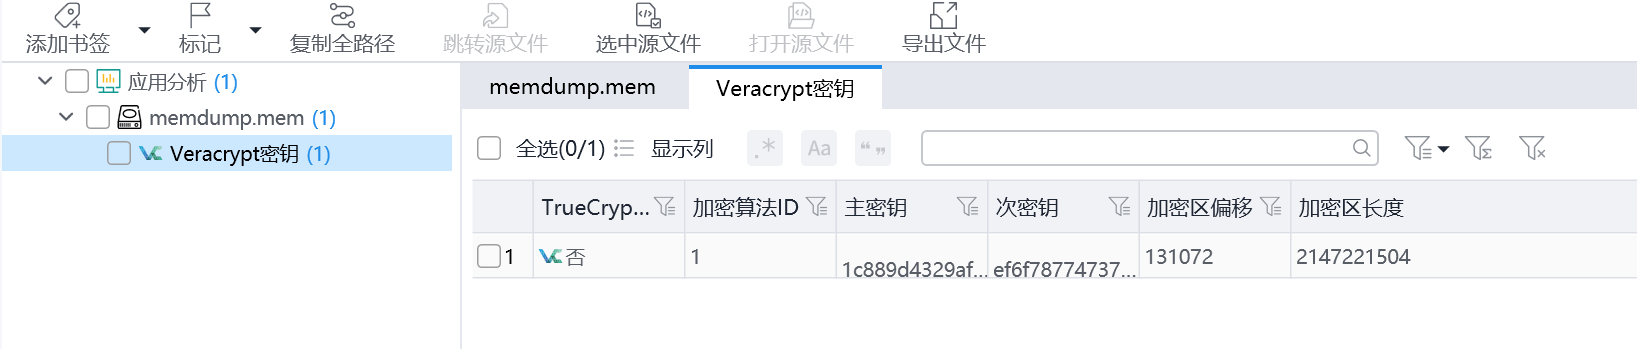 添加书签 标记 复制全路径 跳转源文件 选中源文件 打开源文件 导出文件
应用分析 (1)
memdump.mem (1)
Veracrypt密钥 (1)
memdump.mem Veracrypt密钥
全选(0/1) 显示列 .* Aa “ ”
TrueCryp... 加密算法ID 主密钥 次密钥 加密区偏移 加密区长度
1 否 1 1c889d4329af... ef6f78774737... 131072 2147221504